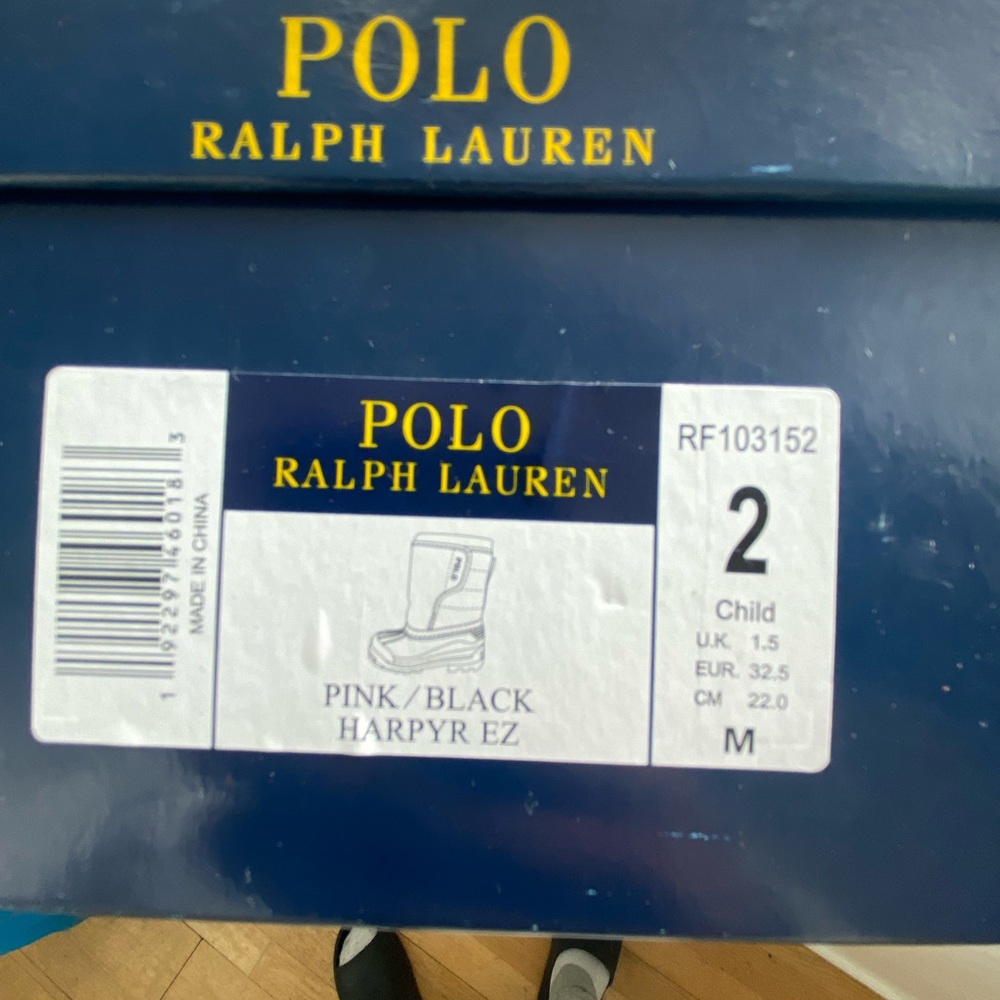 POLO
RALPH LAUREN
1 92297 46018 3
MADE IN CHINA
POLO
RALPH LAUREN
POLO
PINK/BLACK
HARPYR EZ
RF103152
2
Child
U.K. 1.5
EUR. 32.5
CM 22.0
M